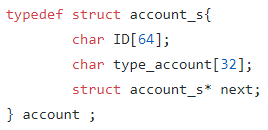 typedef struct account_s{
        char ID[64];
        char type_account[32];
        struct account_s* next;
} account ;